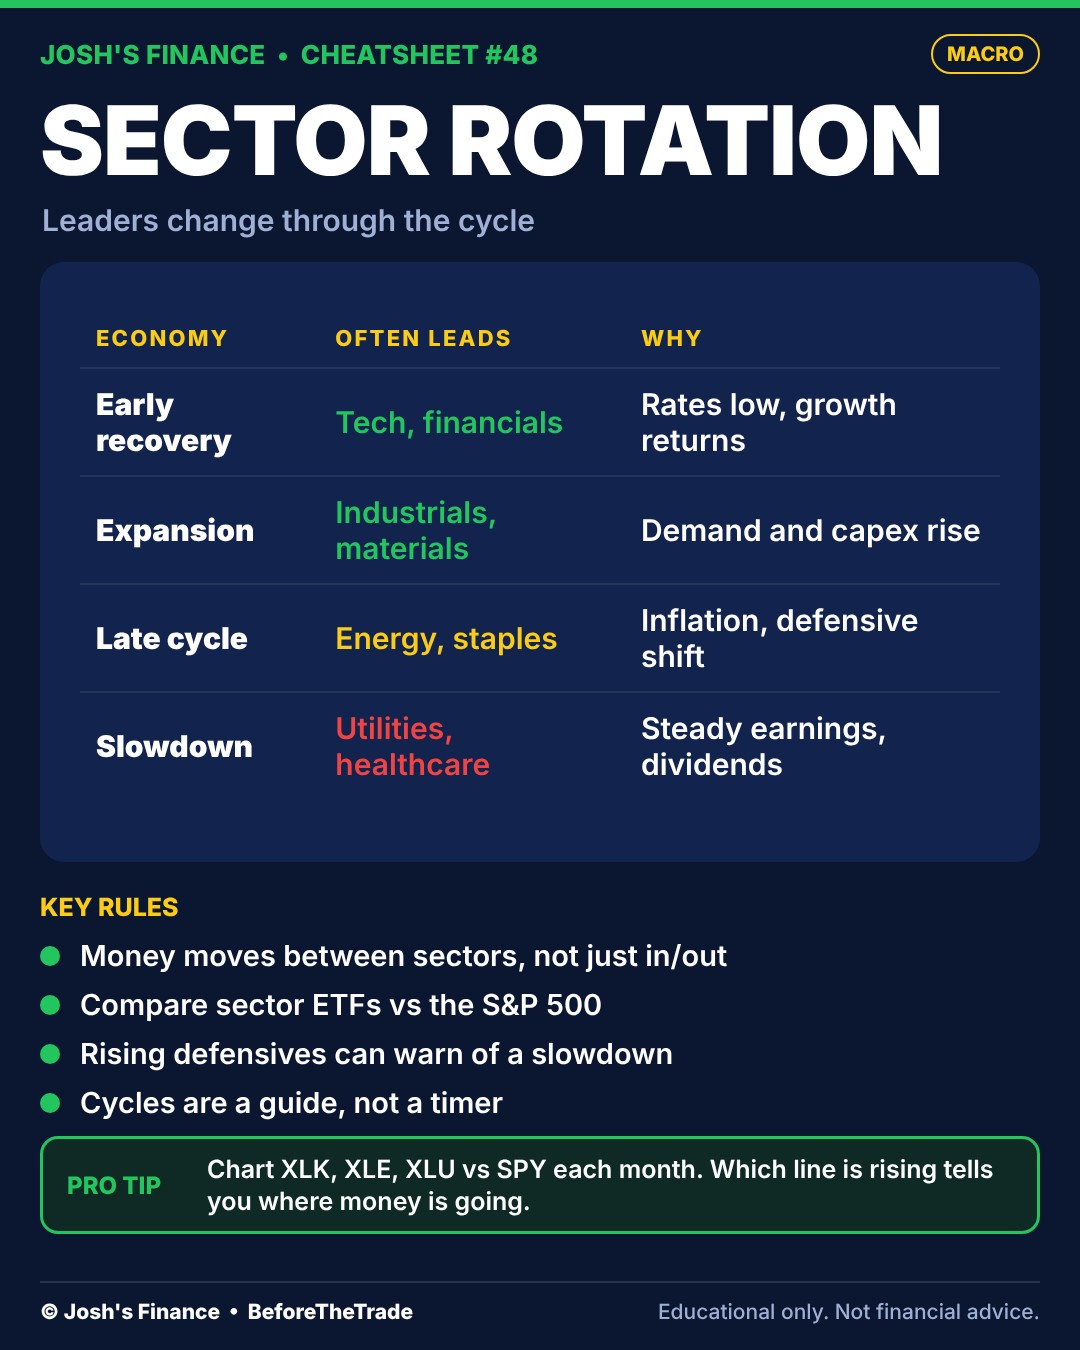 JOSH'S FINANCE • CHEATSHEET #48
MACRO
SECTOR ROTATION
Leaders change through the cycle
ECONOMY OFTEN LEADS WHY
Early
recovery
Tech, financials
Rates low, growth
returns
Expansion
Industrials,
materials
Demand and capex rise
Late cycle
Energy, staples
Inflation, defensive
shift
Slowdown
Utilities,
healthcare
Steady earnings,
dividends
KEY RULES
Money moves between sectors, not just in/out
Compare sector ETFs vs the S&P 500
Rising defensives can warn of a slowdown
Cycles are a guide, not a timer
PRO TIP
Chart XLK, XLE, XLU vs SPY each month. Which line is rising tells
you where money is going.
© Josh's Finance • BeforeTheTrade
Educational only. Not financial advice.